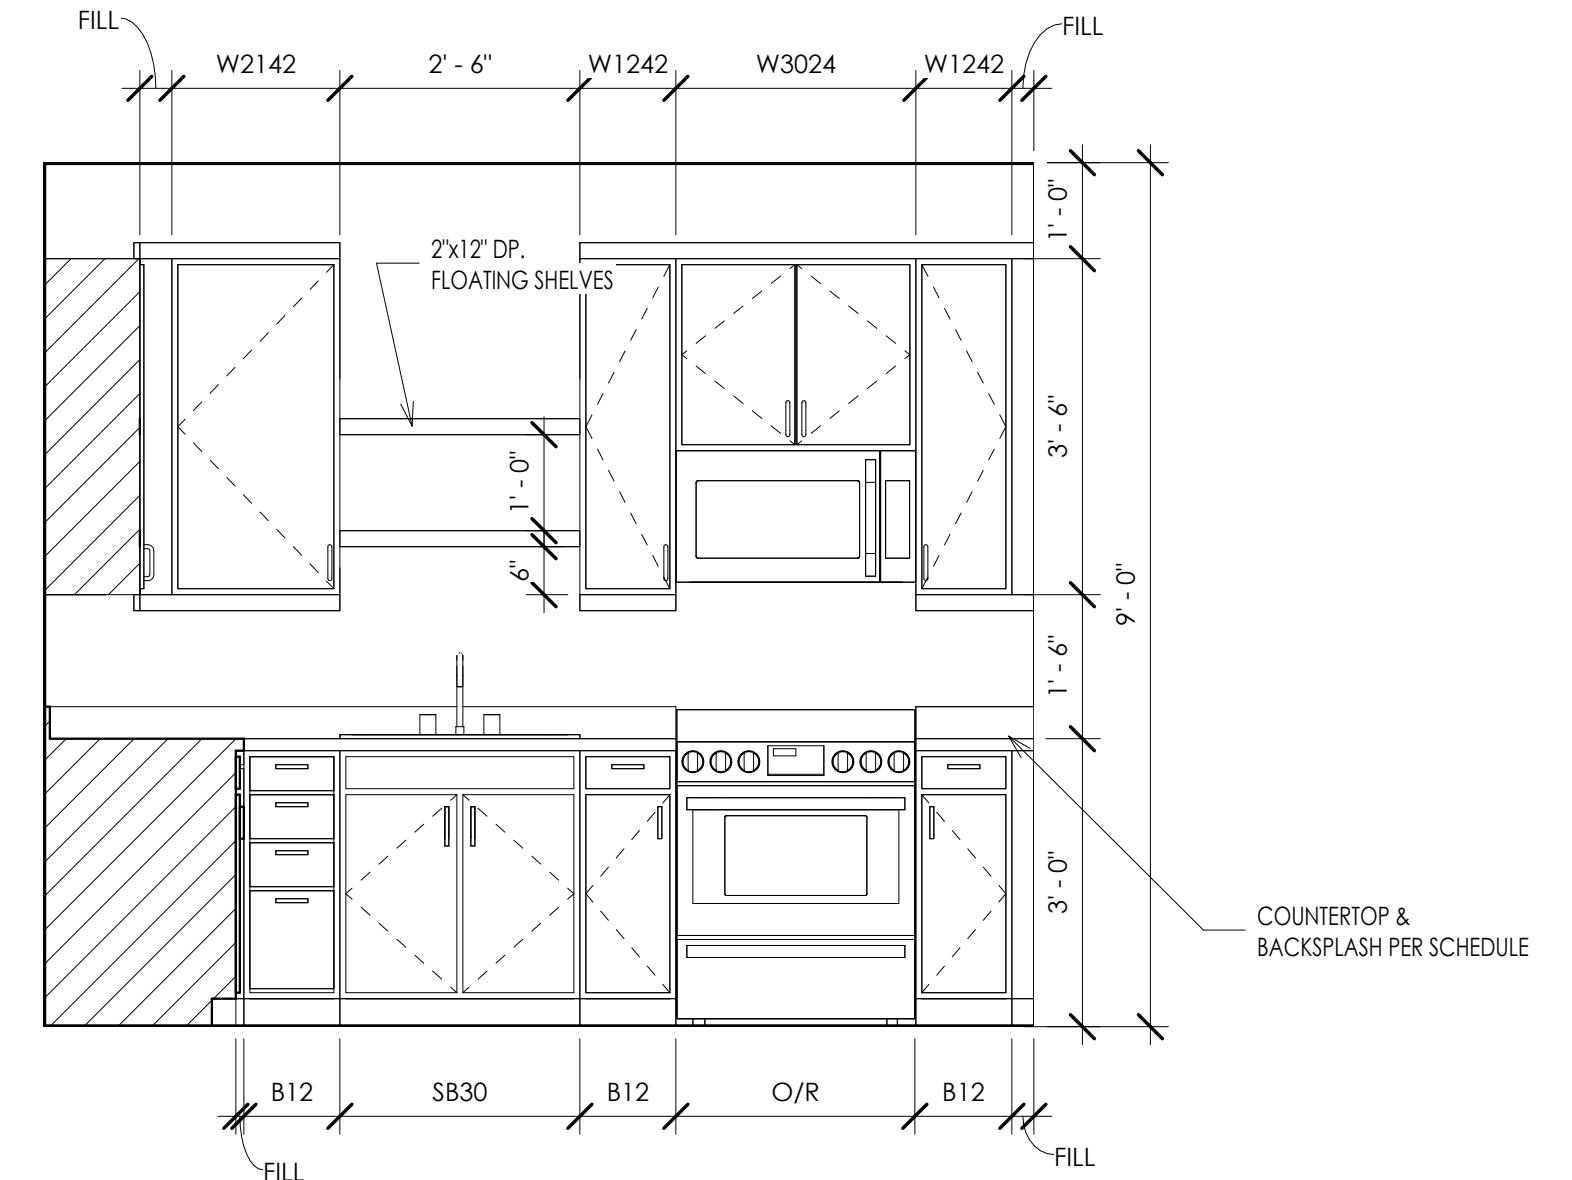 FILL
FILL
W2142
2' - 6"
W1242
W3024
W1242
1' - 0"
2"x12" DP.
FLOATING SHELVES
3' - 6"
1' - 0"
6"
9' - 0"
1' - 6"
3' - 0"
COUNTERTOP &
BACKSPLASH PER SCHEDULE
B12
SB30
B12
O/R
B12
FILL
FILL